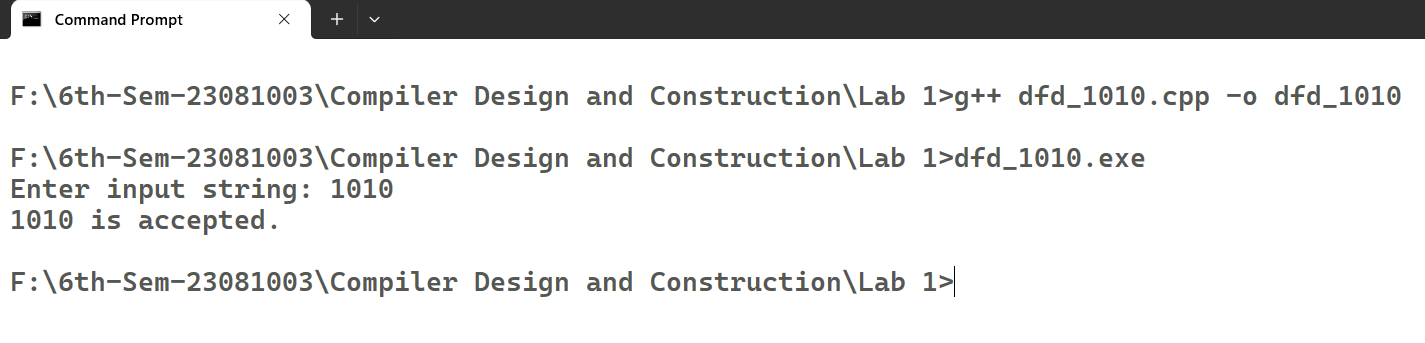 Command Prompt
F:\6th-Sem-23081003\Compiler Design and Construction\Lab 1>g++ dfd_1010.cpp -o dfd_1010
F:\6th-Sem-23081003\Compiler Design and Construction\Lab 1>dfd_1010.exe
Enter input string: 1010
1010 is accepted.
F:\6th-Sem-23081003\Compiler Design and Construction\Lab 1>